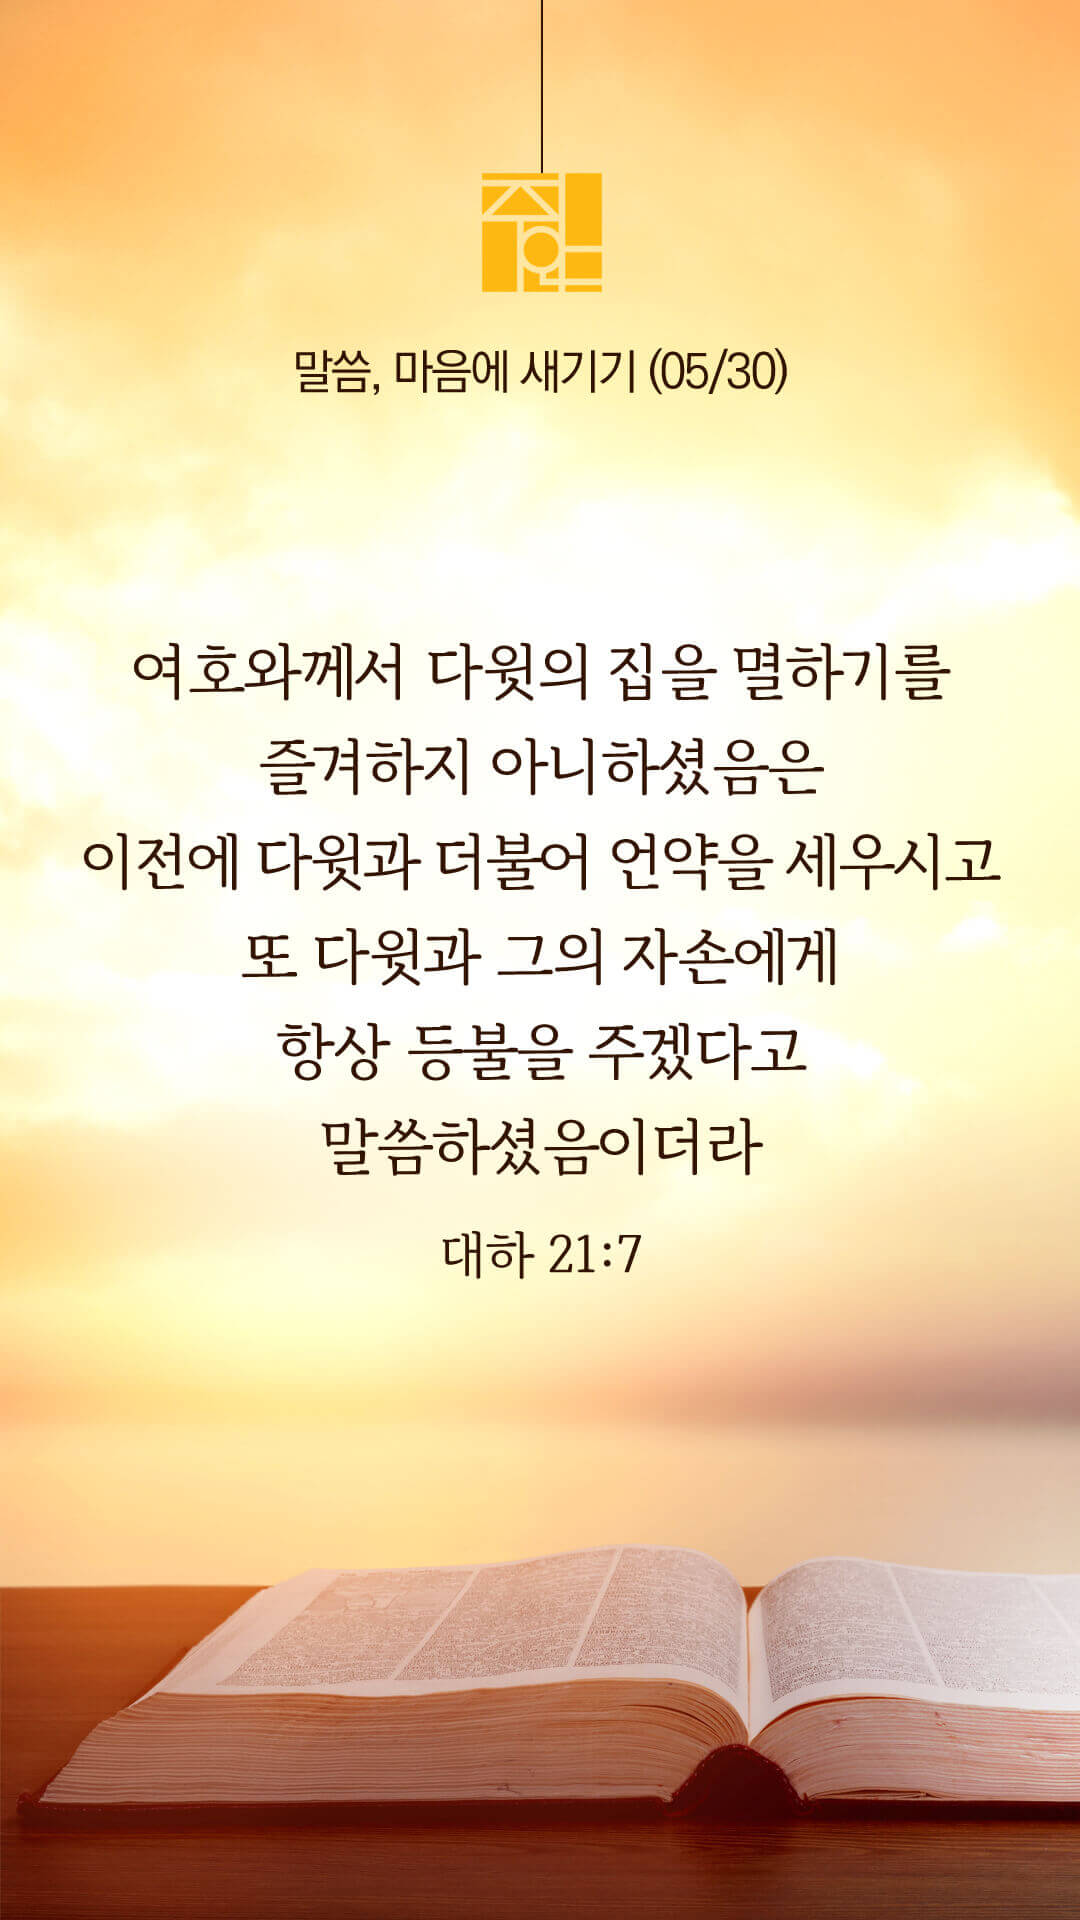 주인
말씀, 마음에 새기기 (05/30)
여호와께서 다윗의 집을 멸하기를
즐겨하지 아니하셨음은
이전에 다윗과 더불어 언약을 세우시고
또 다윗과 그의 자손에게
항상 등불을 주겠다고
말씀하셨음이더라
대하 21:7